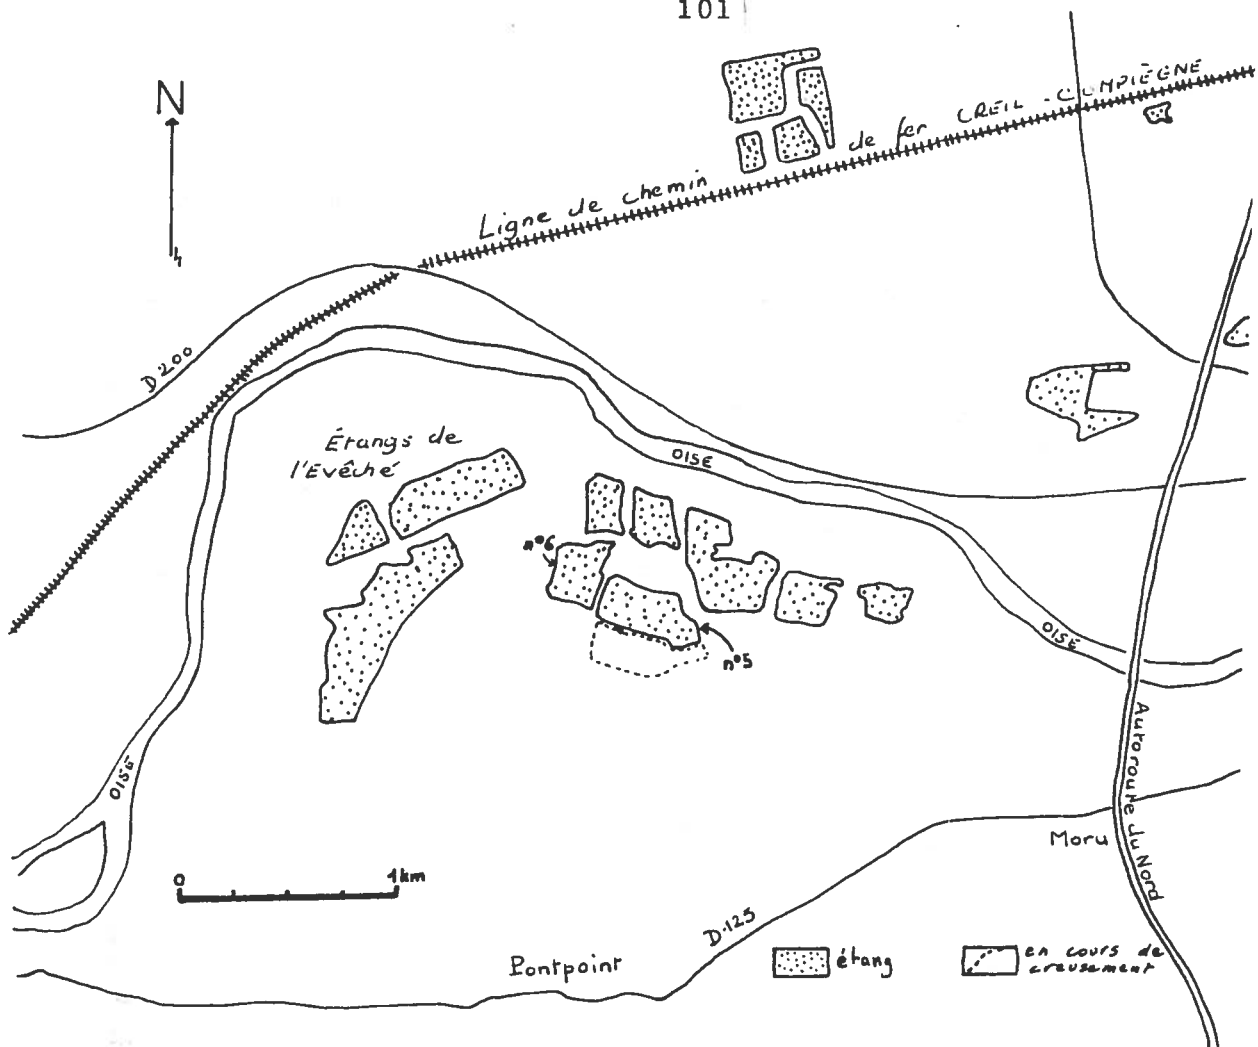 101
N
Ligne de chemin de fer CREIL - COMPIÈGNE
D 200
Étangs de
l'Evêché
OISE
n°6
n°5
OISE
OISE
Autoroute du Nord
Moru
0 1km
D.123
Pontpoint
étang
en cours de
creusement